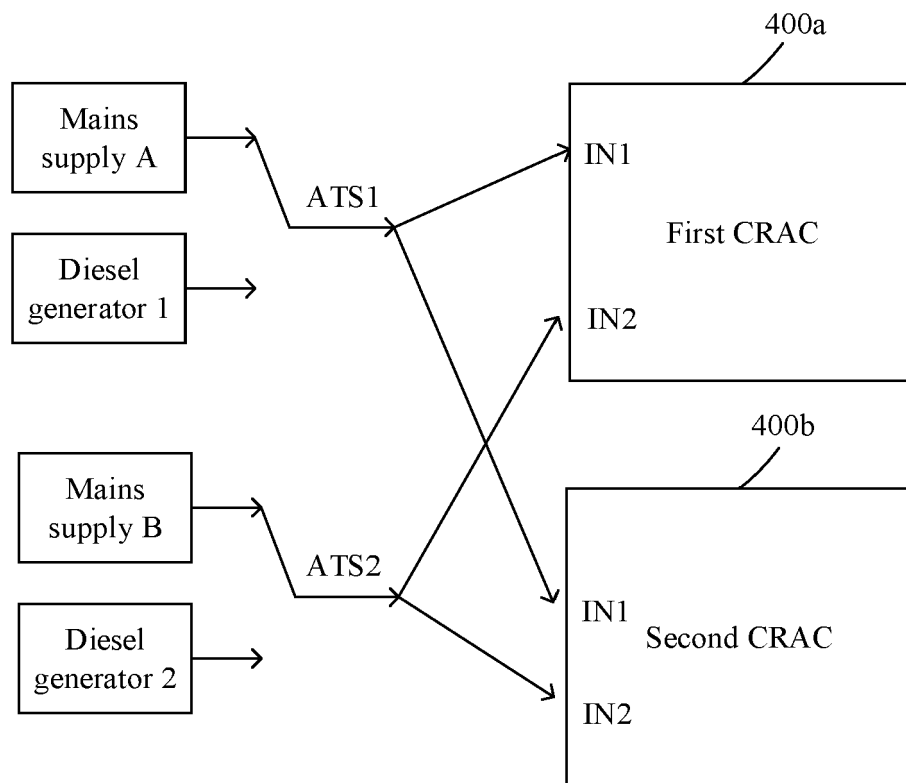 400a
Mains
supply A
IN1
ATS1
First CRAC
Diesel
generator 1
IN2
400b
Mains
supply B
ATS2
IN1
Second CRAC
Diesel
generator 2
IN2